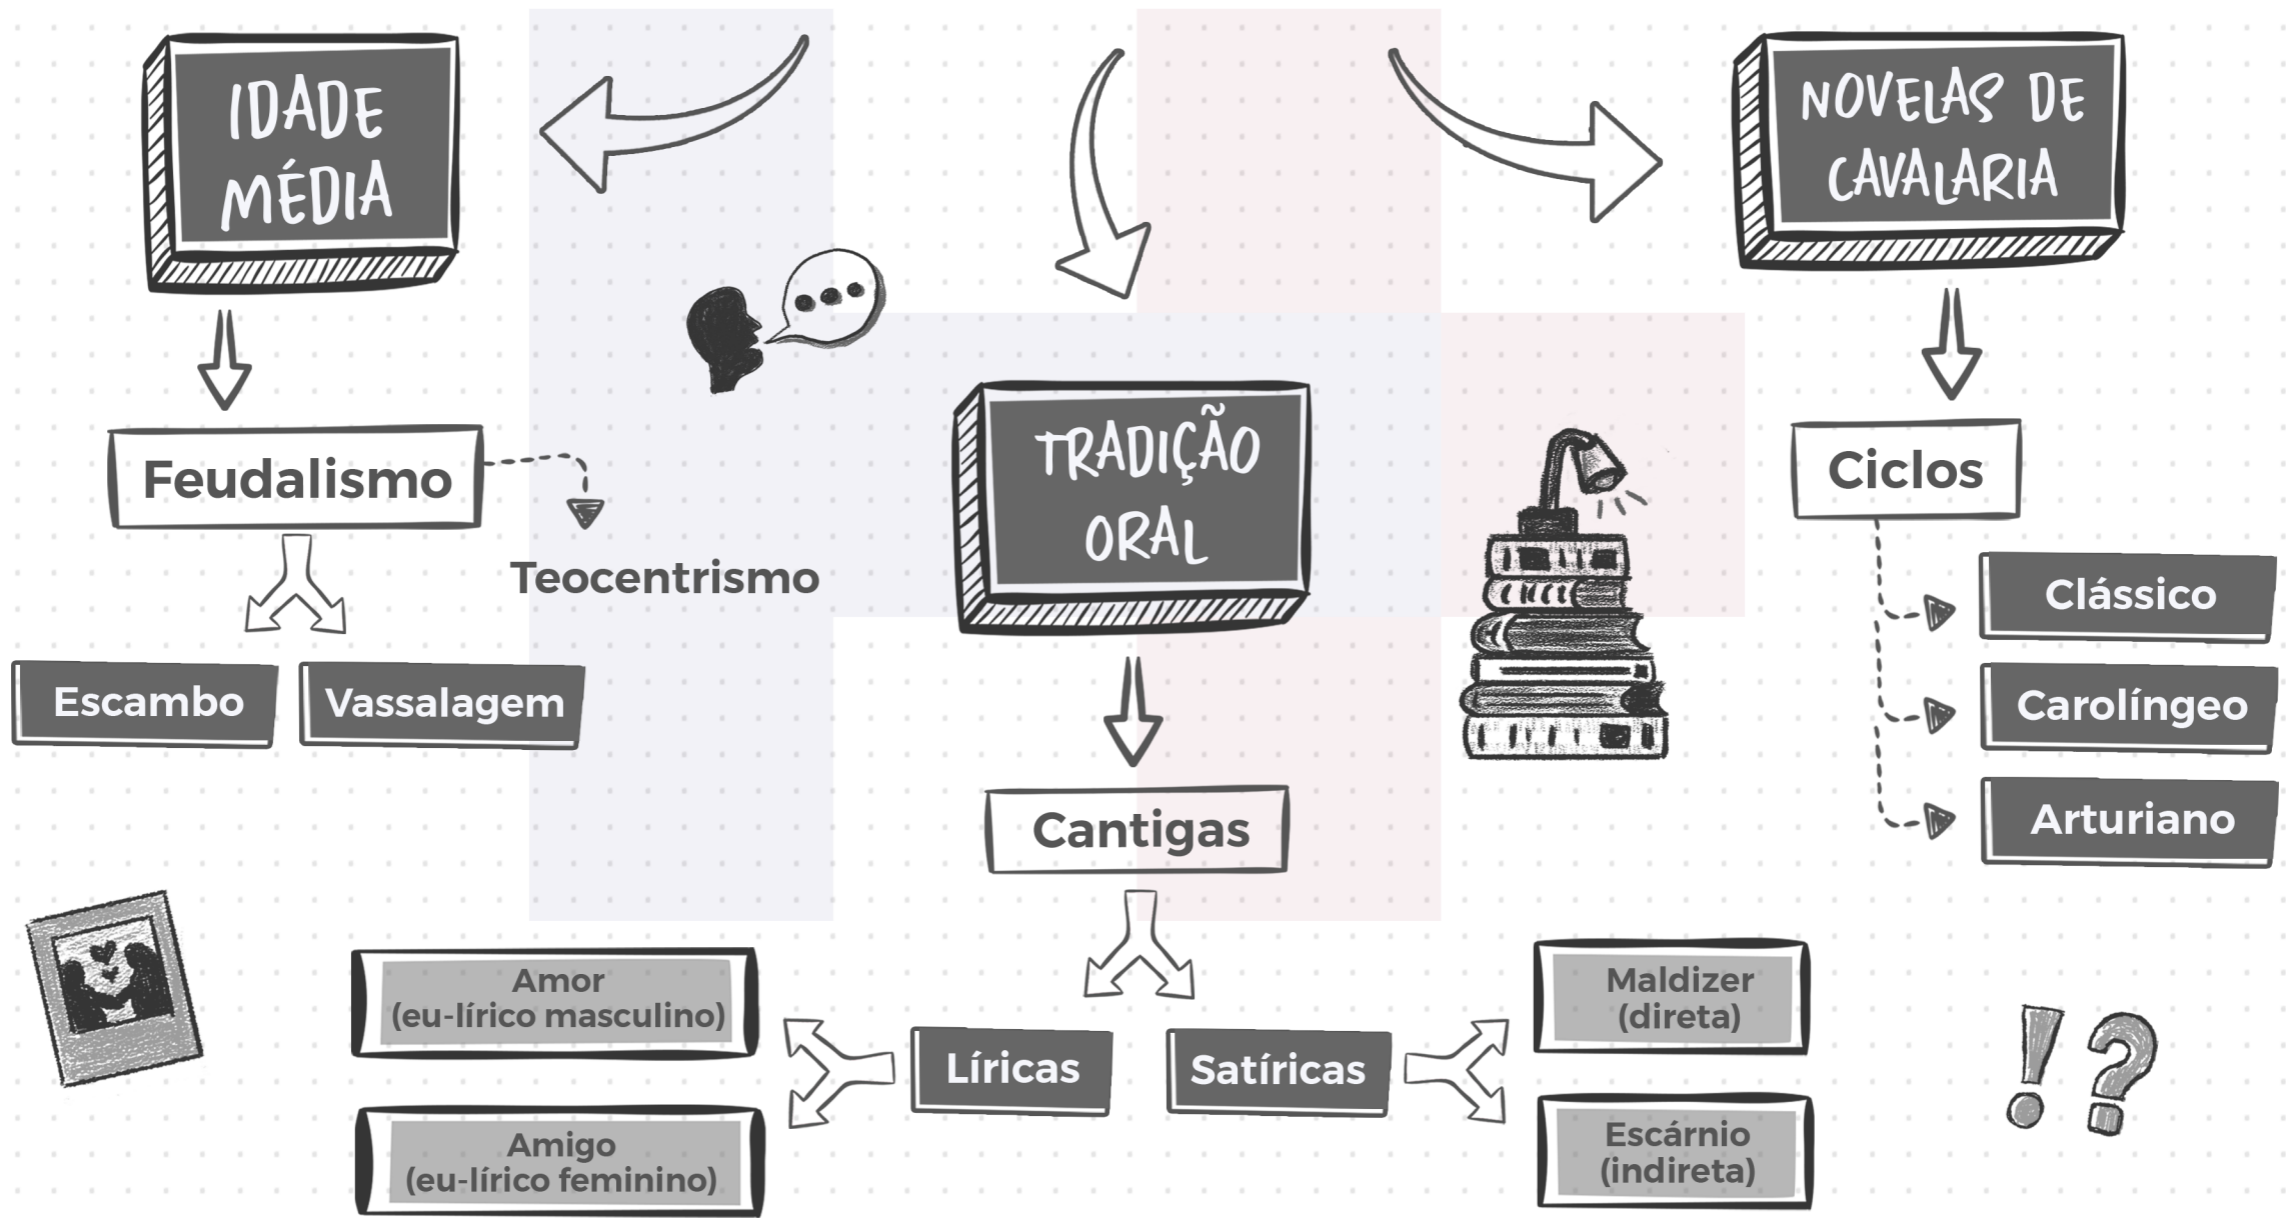 IDADE
MÉDIA
Feudalismo
Teocentrismo
Escambo
Vassalagem
TRADIÇÃO
ORAL
Cantigas
Líricas
Amor
(eu-lírico masculino)
Amigo
(eu-lírico feminino)
Satíricas
Maldizer
(direta)
Escárnio
(indireta)
NOVELAS DE
CAVALARIA
Ciclos
Clássico
Carolíngeo
Arturiano